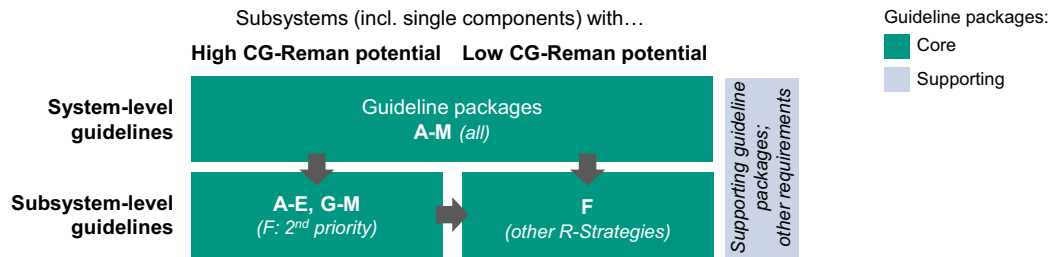 Subsystems (incl. single components) with…
High CG-Reman potential
Low CG-Reman potential
System-level
guidelines
Guideline packages
A-M (all)
Subsystem-level
guidelines
A-E, G-M
(F: 2nd priority)
F
(other R-Strategies)
Supporting guideline
packages;
other requirements
Guideline packages:
Core
Supporting